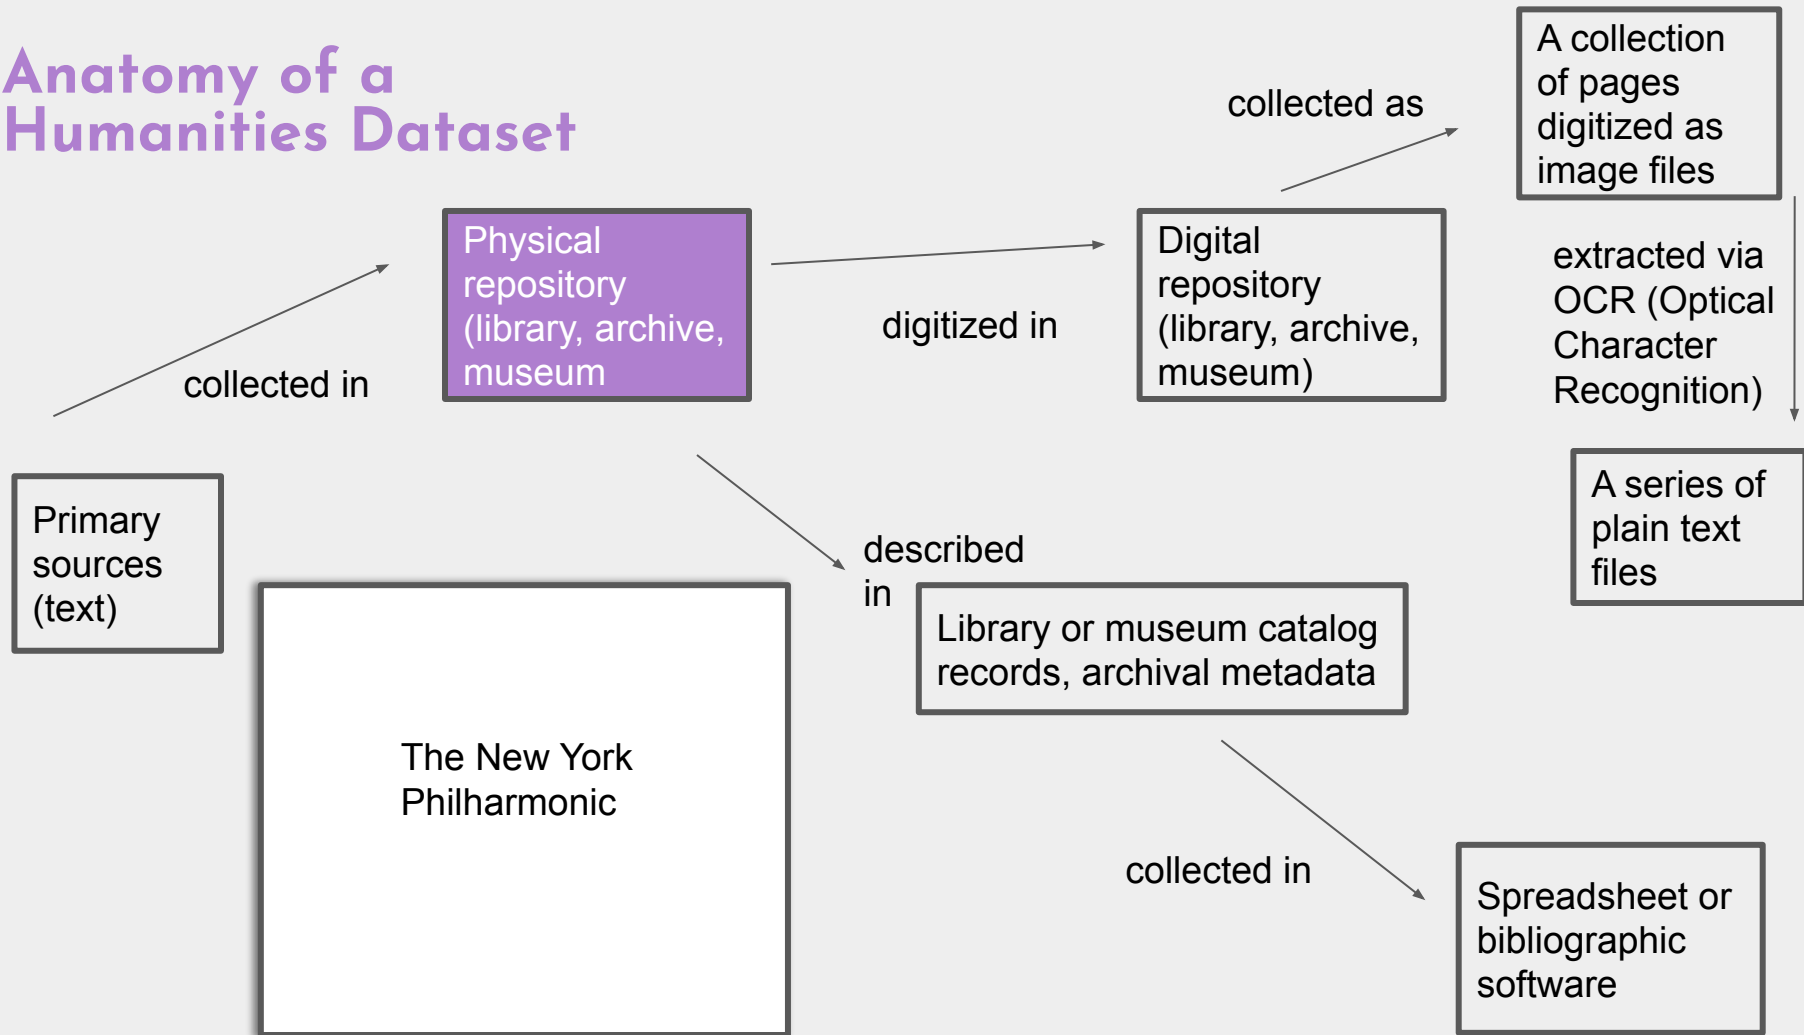 Anatomy of a
Humanities Dataset
Primary
sources
(text)
collected in
Physical
repository
(library, archive,
museum
digitized in
Digital
repository
(library, archive,
museum)
collected as
A collection
of pages
digitized as
image files
extracted via
OCR (Optical
Character
Recognition)
A series of
plain text
files
described
in
Library or museum catalog
records, archival metadata
collected in
Spreadsheet or
bibliographic
software
The New York
Philharmonic